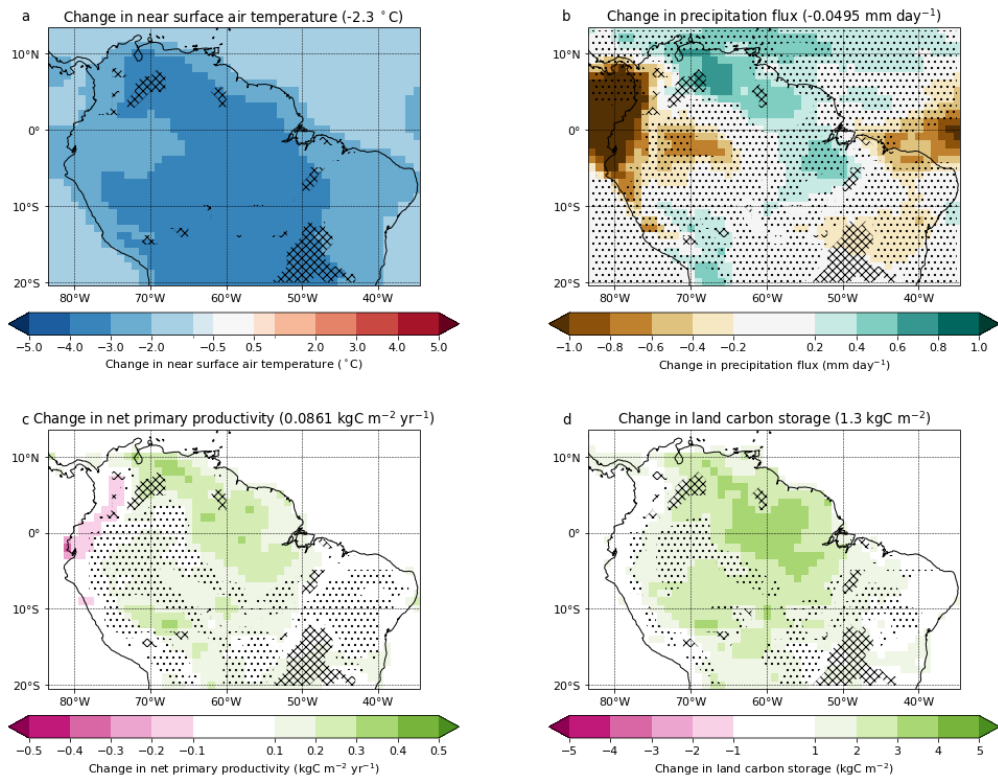 a Change in near surface air temperature (-2.3 °C)
10°N
0°
10°S
20°S
80°W 70°W 60°W 50°W 40°W
−5.0 −4.0 −3.0 −2.0 −0.5 0.5 2.0 3.0 4.0 5.0
Change in near surface air temperature (°C)
b Change in precipitation flux (-0.0495 mm day⁻¹)
10°N
0°
10°S
20°S
80°W 70°W 60°W 50°W 40°W
−1.0 −0.8 −0.6 −0.4 −0.2 0.2 0.4 0.6 0.8 1.0
Change in precipitation flux (mm day⁻¹)
c Change in net primary productivity (0.0861 kgC m⁻² yr⁻¹)
10°N
0°
10°S
20°S
80°W 70°W 60°W 50°W 40°W
−0.5 −0.4 −0.3 −0.2 −0.1 0.1 0.2 0.3 0.4 0.5
Change in net primary productivity (kgC m⁻² yr⁻¹)
d Change in land carbon storage (1.3 kgC m⁻²)
10°N
0°
10°S
20°S
80°W 70°W 60°W 50°W 40°W
−5 −4 −3 −2 −1 1 2 3 4 5
Change in land carbon storage (kgC m⁻²)